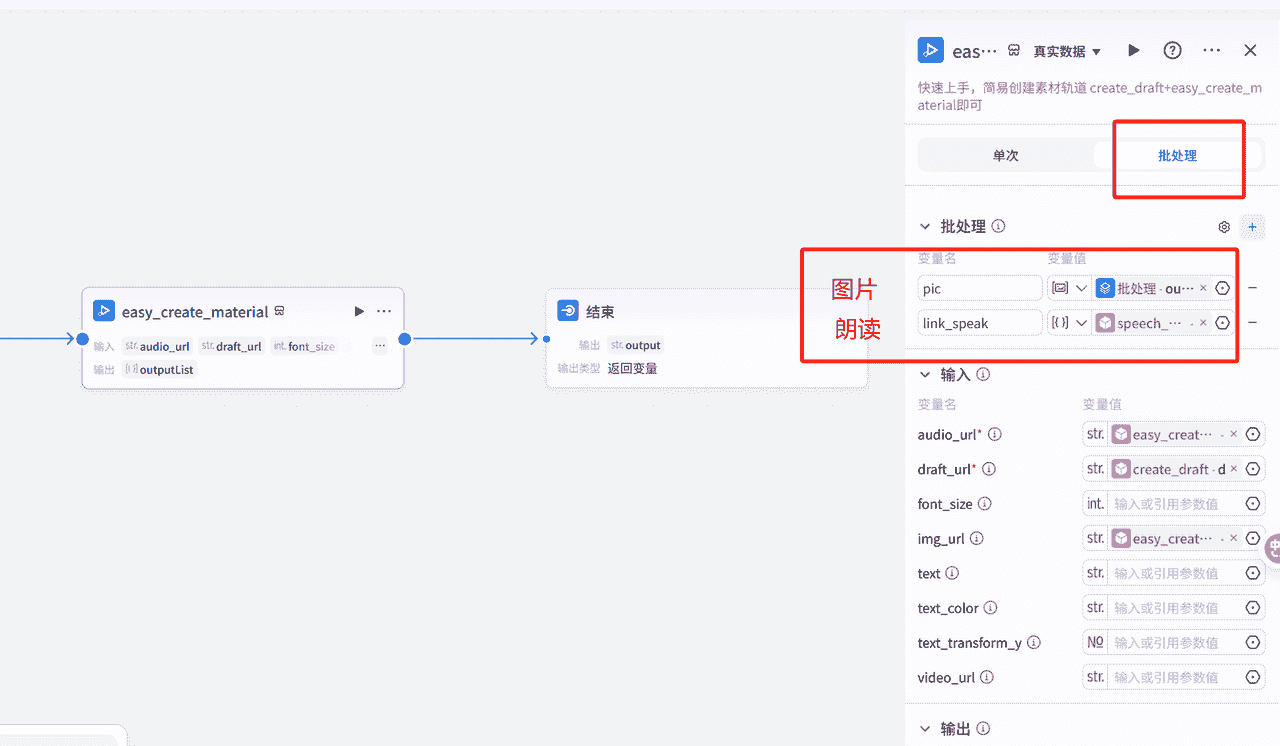 eas··· 真实数据
快速上手，简易创建素材轨道 create_draft+easy_create_m
aterial即可
单次 批处理
批处理
变量名 变量值
图片
pic 批处理 · ou···
朗读
link_speak [()] speech_··· ·
easy_create_material
输入 str. audio_url str. draft_url int. font_size ···
输出 [()] outputList
结束
输出 str. output
输出类型 返回变量
输入
变量名 变量值
audio_url* str. easy_creat··· ·
draft_url* str. create_draft · d
font_size int. 输入或引用参数值
img_url str. easy_creat··· ·
text str. 输入或引用参数值
text_color str. 输入或引用参数值
text_transform_y № 输入或引用参数值
video_url str. 输入或引用参数值
输出